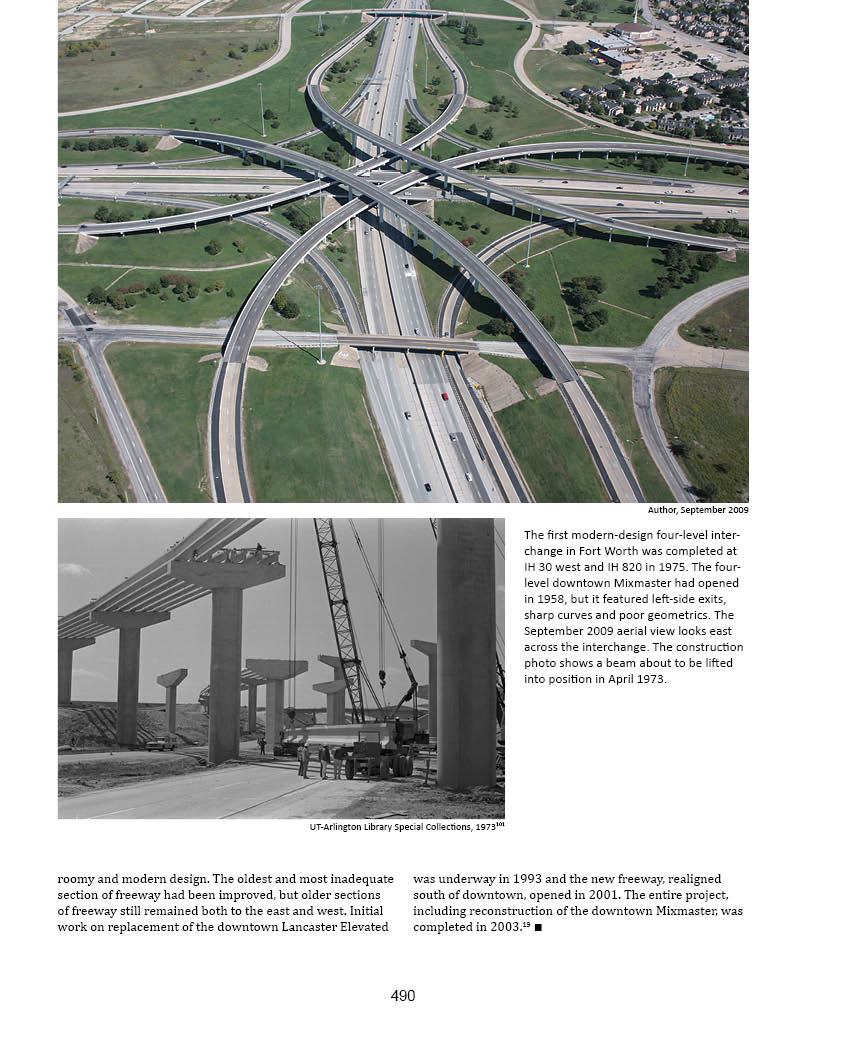 Author, September 2009
The first modern-design four-level inter-
change in Fort Worth was completed at
IH 30 west and IH 820 in 1975. The four-
level downtown Mixmaster had opened
in 1958, but it featured left-side exits,
sharp curves and poor geometrics. The
September 2009 aerial view looks east
across the interchange. The construction
photo shows a beam about to be lifted
into position in April 1973.
UT-Arlington Library Special Collections, 1973¹⁰¹
roomy and modern design. The oldest and most inadequate
section of freeway had been improved, but older sections
of freeway still remained both to the east and west. Initial
work on replacement of the downtown Lancaster Elevated
was underway in 1993 and the new freeway, realigned
south of downtown, opened in 2001. The entire project,
including reconstruction of the downtown Mixmaster, was
completed in 2003.¹⁹ ■
490